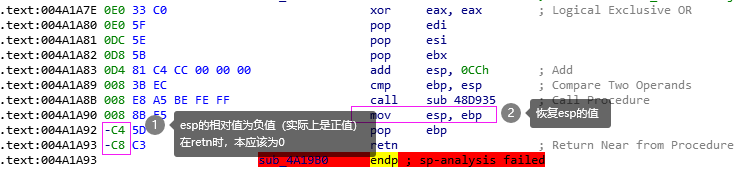 .text:004A1A7E 0E0 33 C0 xor eax, eax ; Logical Exclusive OR
.text:004A1A80 0E0 5F pop edi
.text:004A1A81 0DC 5E pop esi
.text:004A1A82 0D8 5B pop ebx
.text:004A1A83 0D4 81 C4 CC 00 00 00 add esp, 0CCh ; Add
.text:004A1A89 008 3B EC cmp ebp, esp ; Compare Two Operands
.text:004A1A8B 008 E8 A5 BE FE FF call sub_48D935 ; Call Procedure
.text:004A1A90 008 8B E5 mov esp, ebp
2 恢复esp的值
.text:004A1A92 -C4 5D pop ebp
1 esp的相对值为负值（实际上是正值）
在retn时，本应该为0
.text:004A1A93 -C8 C3 retn ; Return Near from Procedure
.text:004A1A93 sub_4A19B0 endp ; sp-analysis failed